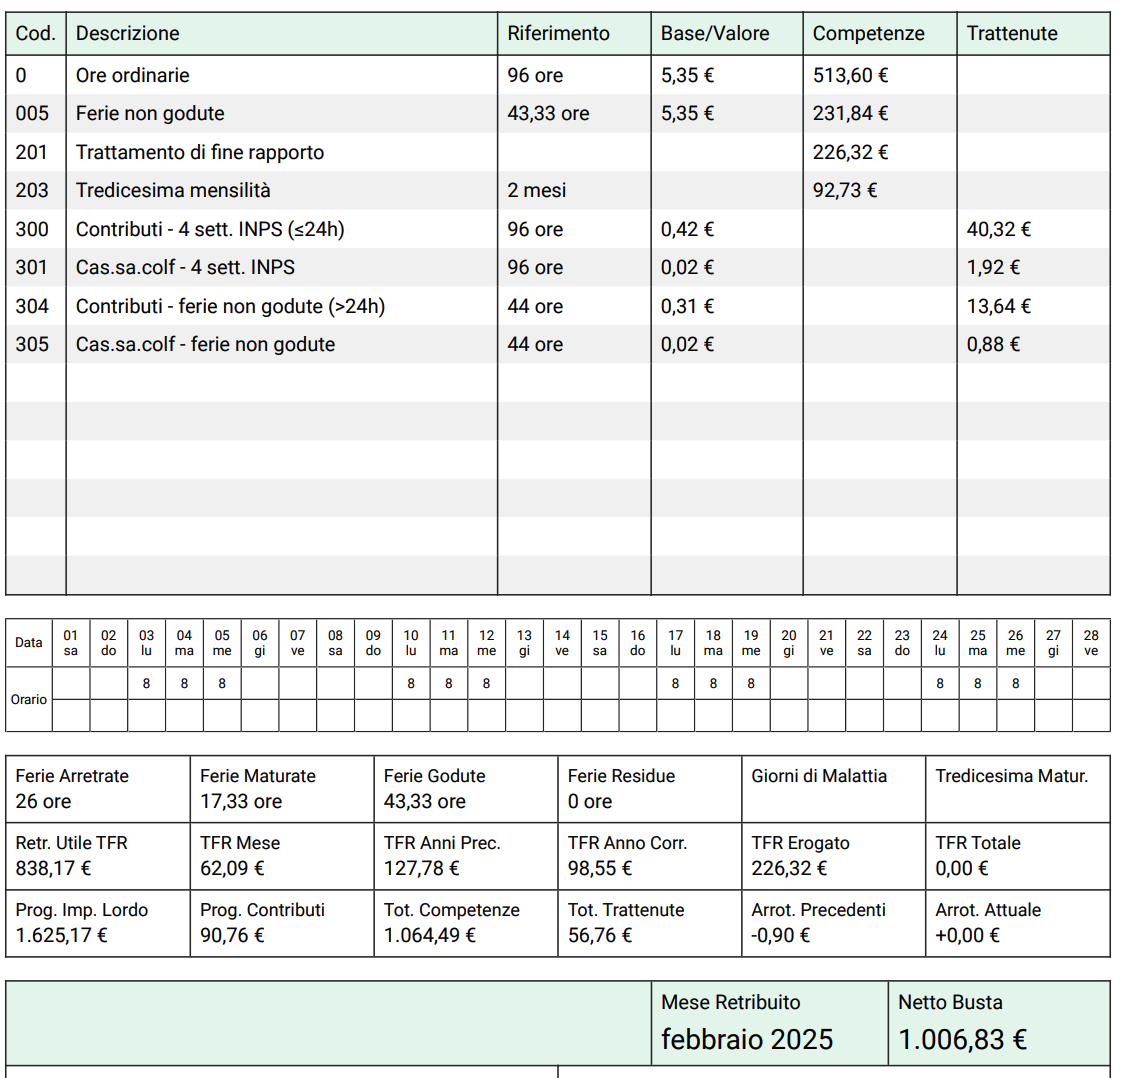 Cod. Descrizione Riferimento Base/Valore Competenze Trattenute
0 Ore ordinarie 96 ore 5,35 € 513,60 €
005 Ferie non godute 43,33 ore 5,35 € 231,84 €
201 Trattamento di fine rapporto 226,32 €
203 Tredicesima mensilità 2 mesi 92,73 €
300 Contributi - 4 sett. INPS (≤24h) 96 ore 0,42 € 40,32 €
301 Cas.sa.colf - 4 sett. INPS 96 ore 0,02 € 1,92 €
304 Contributi - ferie non godute (>24h) 44 ore 0,31 € 13,64 €
305 Cas.sa.colf - ferie non godute 44 ore 0,02 € 0,88 €
Data 01 02 03 04 05 06 07 08 09 10 11 12 13 14 15 16 17 18 19 20 21 22 23 24 25 26 27 28
sa do lu ma me gi ve sa do lu ma me gi ve sa do lu ma me gi ve sa do lu ma me gi ve
Orario 8 8 8 8 8 8 8 8 8 8 8 8
Ferie Arretrate Ferie Maturate Ferie Godute Ferie Residue Giorni di Malattia Tredicesima Matur.
26 ore 17,33 ore 43,33 ore 0 ore
Retr. Utile TFR TFR Mese TFR Anni Prec. TFR Anno Corr. TFR Erogato TFR Totale
838,17 € 62,09 € 127,78 € 98,55 € 226,32 € 0,00 €
Prog. Imp. Lordo Prog. Contributi Tot. Competenze Tot. Trattenute Arrot. Precedenti Arrot. Attuale
1.625,17 € 90,76 € 1.064,49 € 56,76 € -0,90 € +0,00 €
Mese Retribuito Netto Busta
febbraio 2025 1.006,83 €